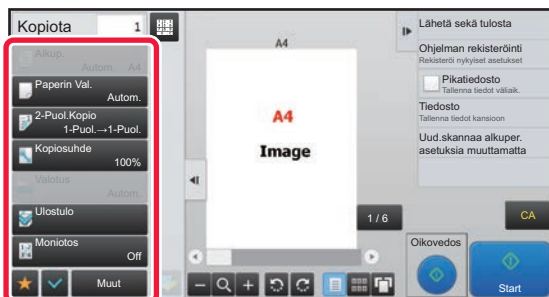 Kopiota
1
Alkup.
Autom. A4
Paperin Val.
Autom.
2-Puol.Kopio
1-Puol.→1-Puol.
Kopiosuhde
100%
Valotus
Autom.
Ulostulo
Moniotos
Off
Muut
A4
A4
Image
1 / 6
Lähetä sekä tulosta
Ohjelman rekisteröinti
Rekisteröi nykyiset asetukset
Pikatiedosto
Tallenna tiedot väliaik.
Tiedosto
Tallenna tiedot kansioon
Uud.skannaa alkuper.
asetuksia muuttamatta
CA
Oikovedos
Start